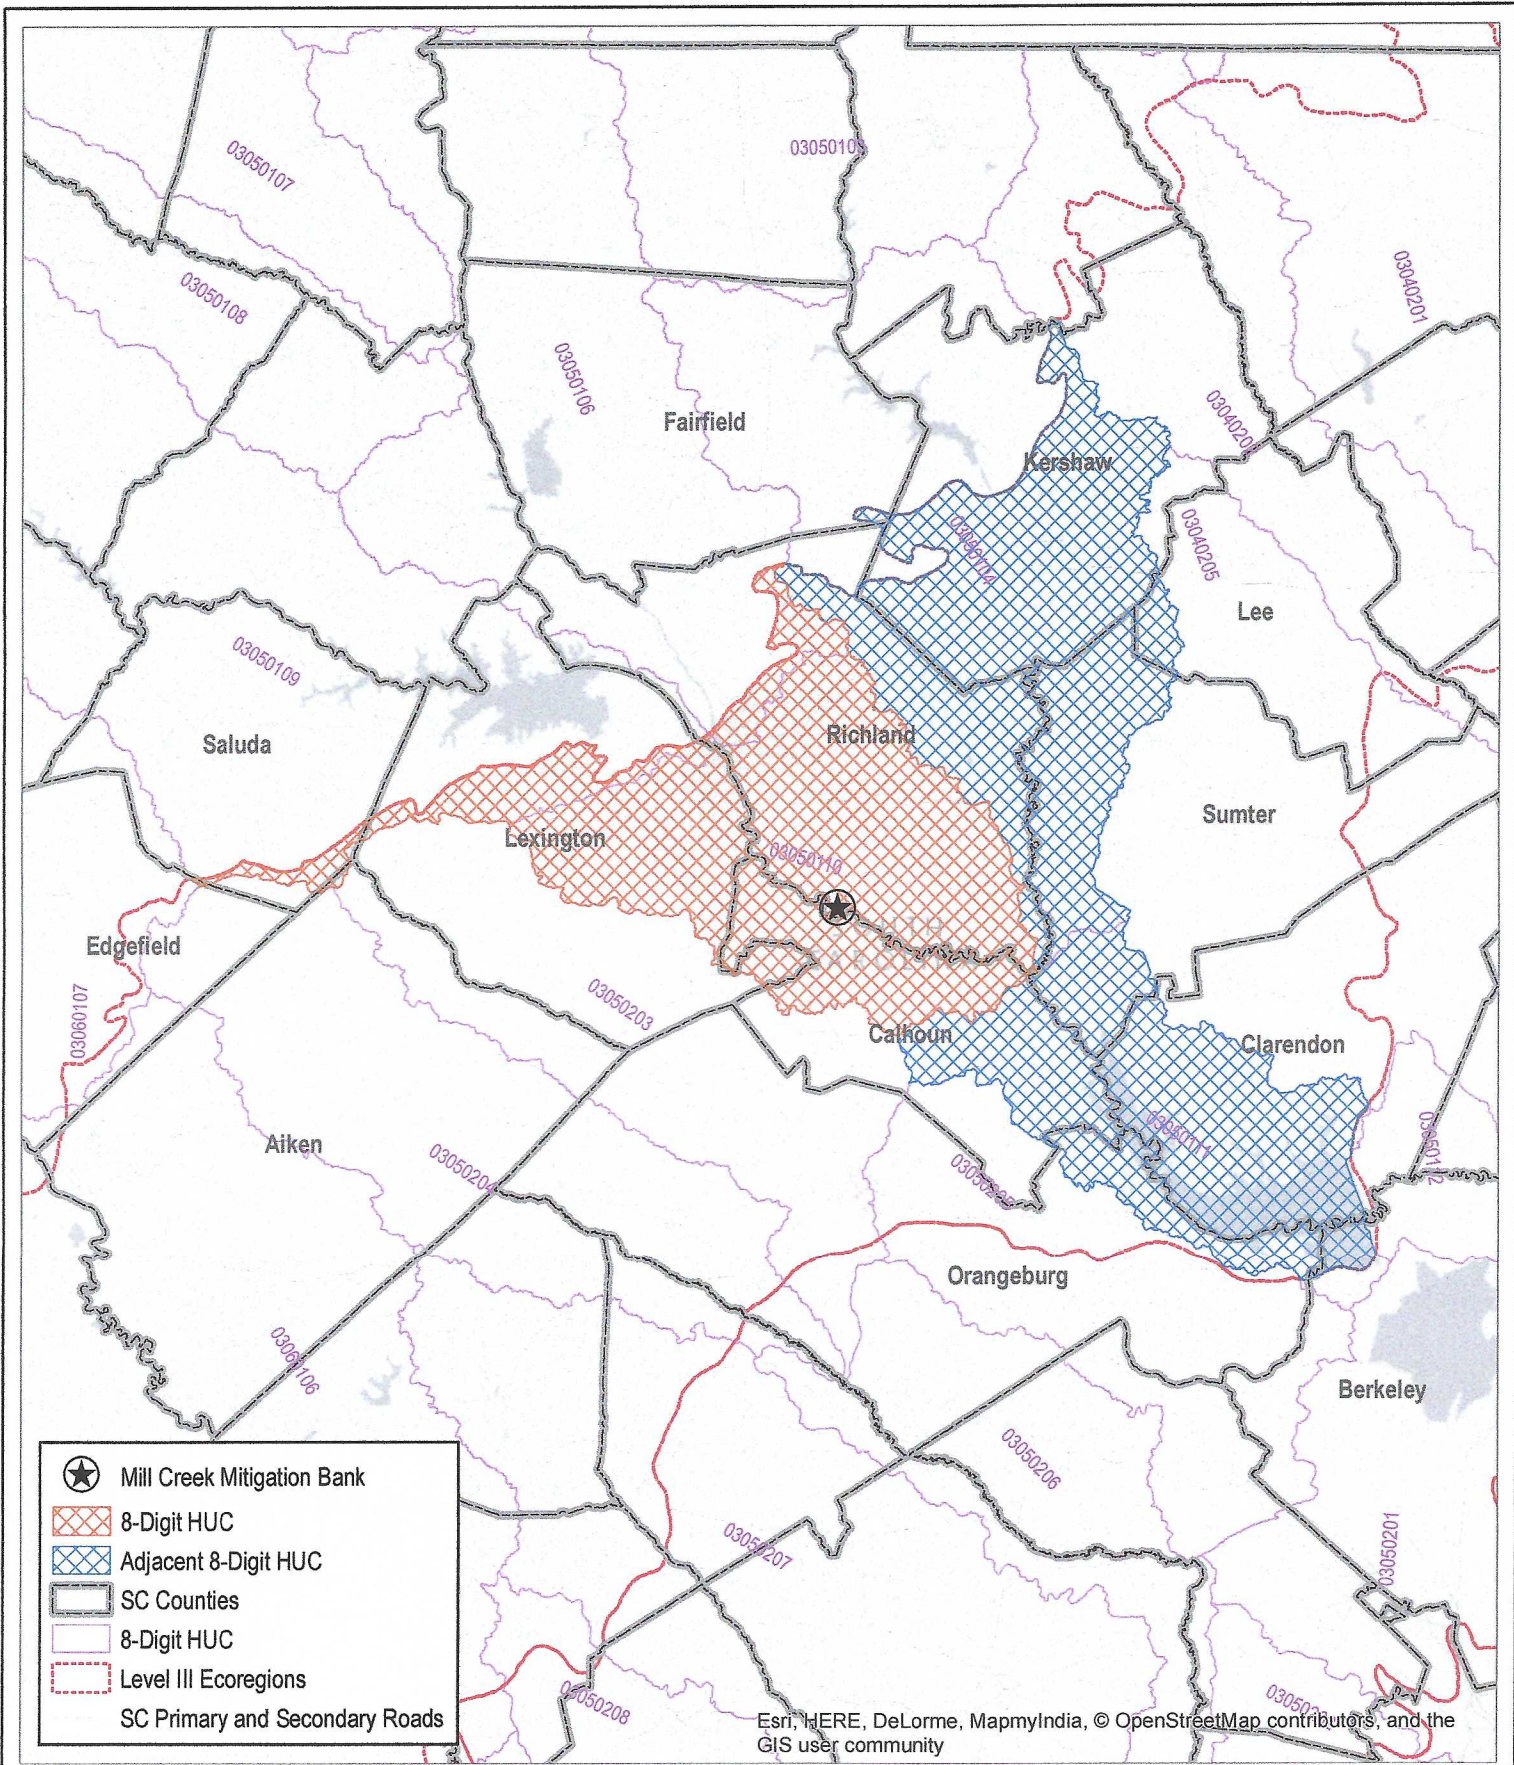 03050107
03050108
03040201
03050106
Fairfield
Kershaw
03050104
03040205
Lee
03050109
Saluda
Richland
Sumter
Lexington
03050110
Edgefield
03050203
Calhoun
Clarendon
03060107
Aiken
03050204
03050111
03050112
Orangeburg
03060106
Berkeley
03050206
03050207
03050201
03050208
Mill Creek Mitigation Bank
8-Digit HUC
Adjacent 8-Digit HUC
SC Counties
8-Digit HUC
Level III Ecoregions
SC Primary and Secondary Roads
Esri, HERE, DeLorme, MapmyIndia, © OpenStreetMap contributors, and the
GIS user community